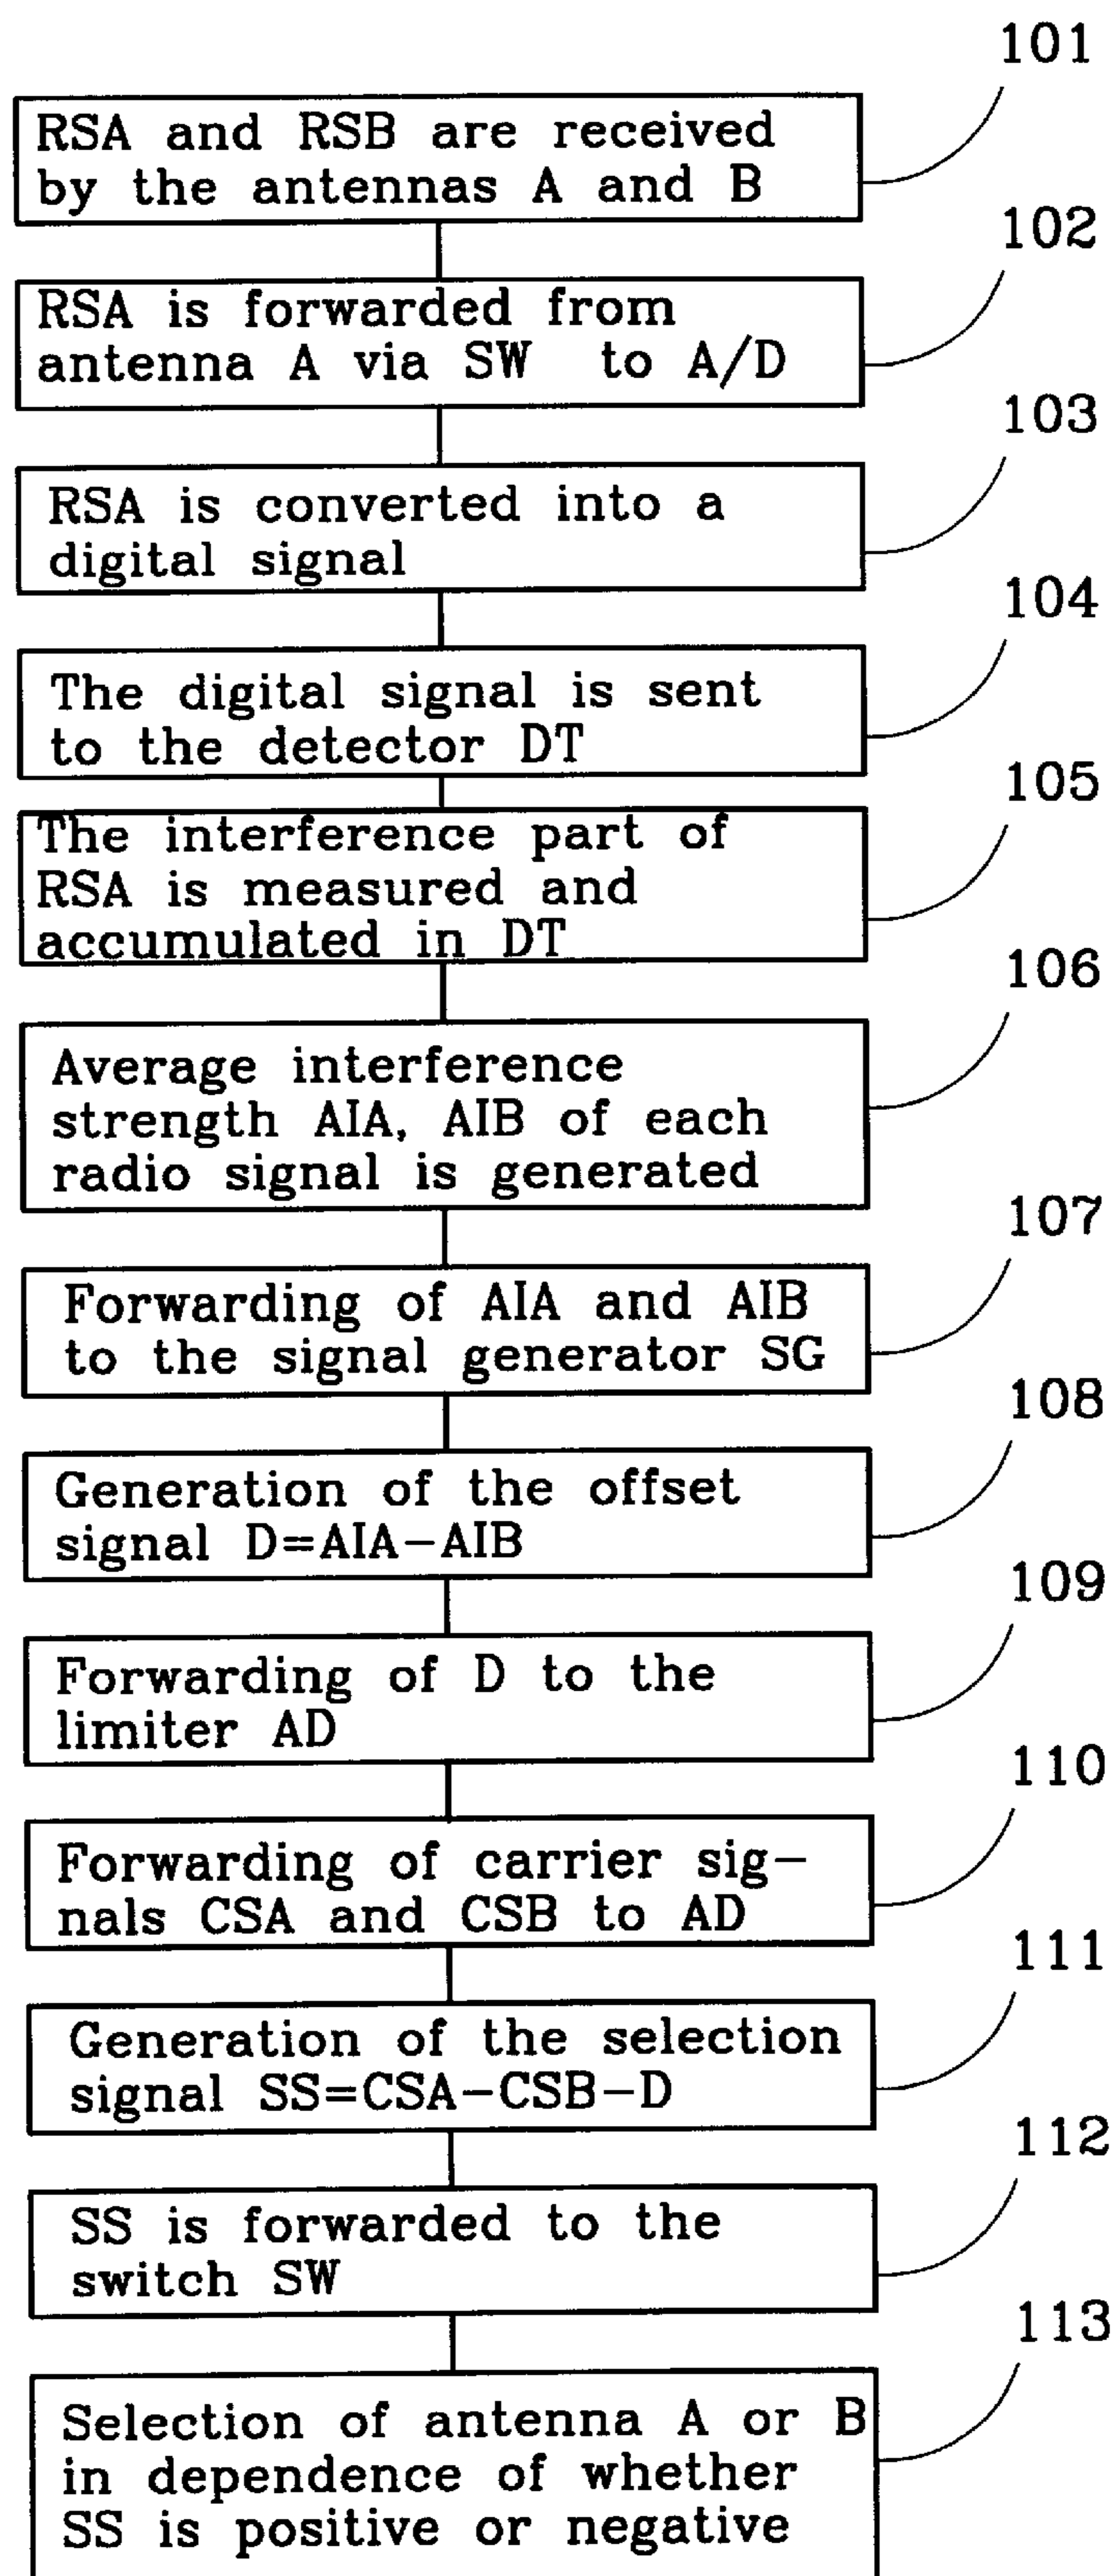 101
RSA and RSB are received
by the antennas A and B
102
RSA is forwarded from
antenna A via SW to A/D
103
RSA is converted into a
digital signal
104
The digital signal is sent
to the detector DT
105
The interference part of
RSA is measured and
accumulated in DT
106
Average interference
strength AIA, AIB of each
radio signal is generated
107
Forwarding of AIA and AIB
to the signal generator SG
108
Generation of the offset
signal D=AIA-AIB
109
Forwarding of D to the
limiter AD
110
Forwarding of carrier sig-
nals CSA and CSB to AD
111
Generation of the selection
signal SS=CSA-CSB-D
112
SS is forwarded to the
switch SW
113
Selection of antenna A or B
in dependence of whether
SS is positive or negative